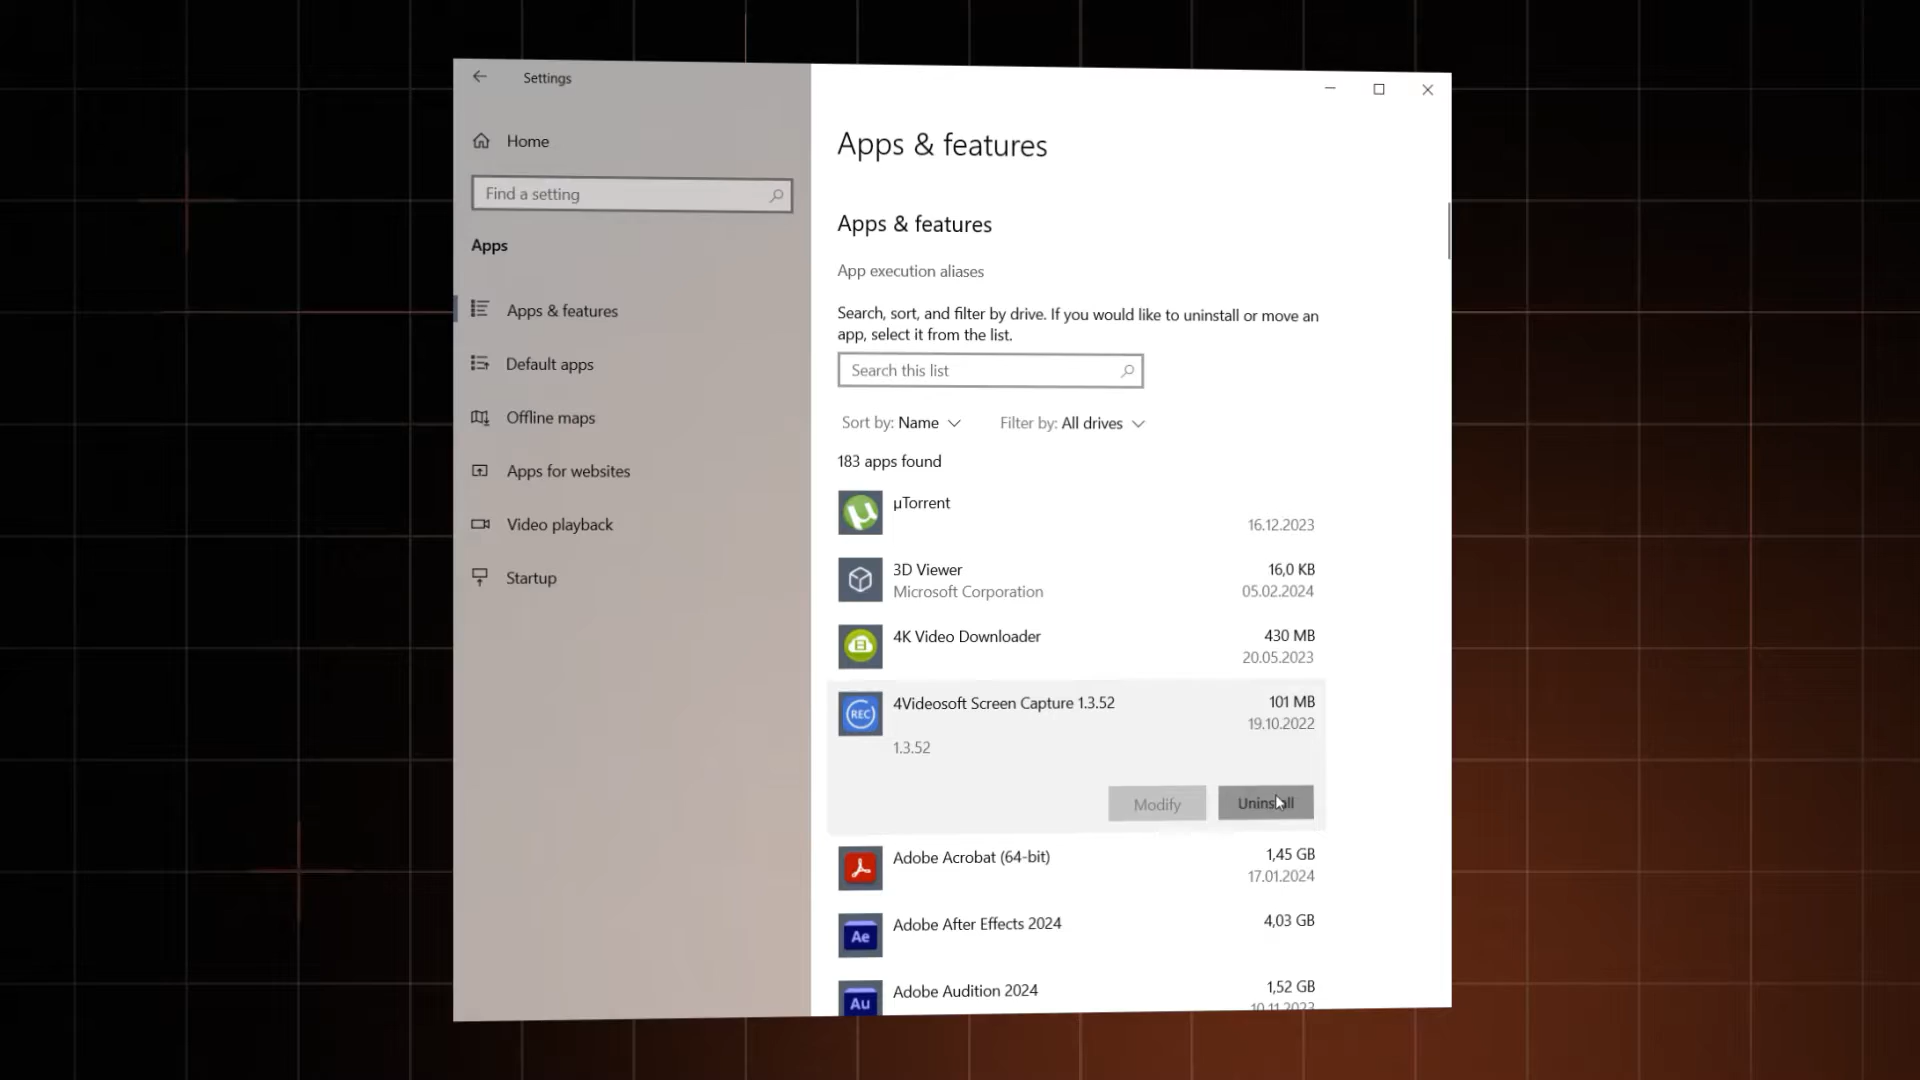 Settings
Home
Find a setting
Apps
Apps & features
Default apps
Offline maps
Apps for websites
Video playback
Startup
Apps & features
Apps & features
App execution aliases
Search, sort, and filter by drive. If you would like to uninstall or move an
app, select it from the list.
Search this list
Sort by: Name Filter by: All drives
183 apps found
µTorrent
16.12.2023
3D Viewer 16,0 KB
Microsoft Corporation 05.02.2024
4K Video Downloader 430 MB
20.05.2023
REC
4Videosoft Screen Capture 1.3.52 101 MB
19.10.2022
1.3.52
Modify Uninstall
Adobe Acrobat (64-bit) 1,45 GB
17.01.2024
Ae
Adobe After Effects 2024 4,03 GB
Au
Adobe Audition 2024 1,52 GB
10.11.2023